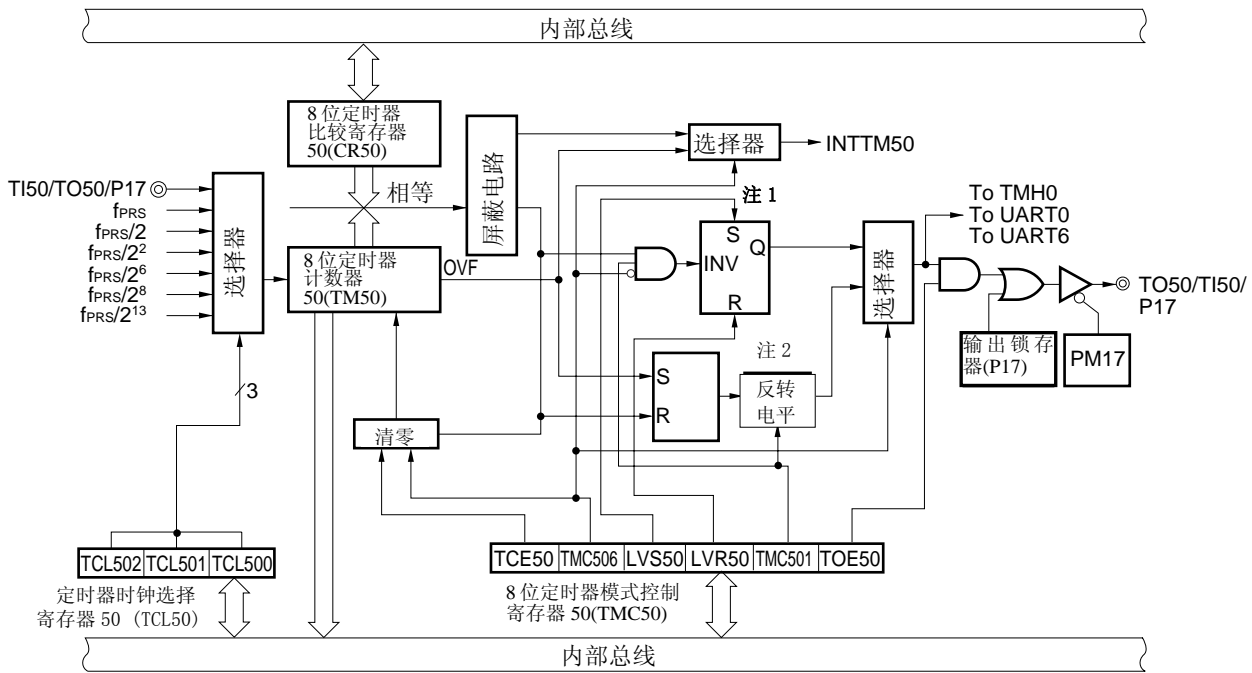 内部总线
8 位定时器
比较寄存器
50(CR50)
屏蔽电路
选择器
INTTM50
相等
注 1
TI50/TO50/P17
fPRS
fPRS/2
fPRS/2²
fPRS/2⁶
fPRS/2⁸
fPRS/2¹³
选择器
8 位定时器
计数器
50(TM50)
OVF
S
Q
INV
R
选择器
To TMH0
To UART0
To UART6
TO50/TI50/
P17
输出锁存
器(P17)
PM17
3
清零
S
R
注 2
反转
电平
TCL502 TCL501 TCL500
定时器时钟选择
寄存器 50 (TCL50)
TCE50 TMC506 LVS50 LVR50 TMC501 TOE50
8 位定时器模式控制
寄存器 50(TMC50)
内部总线